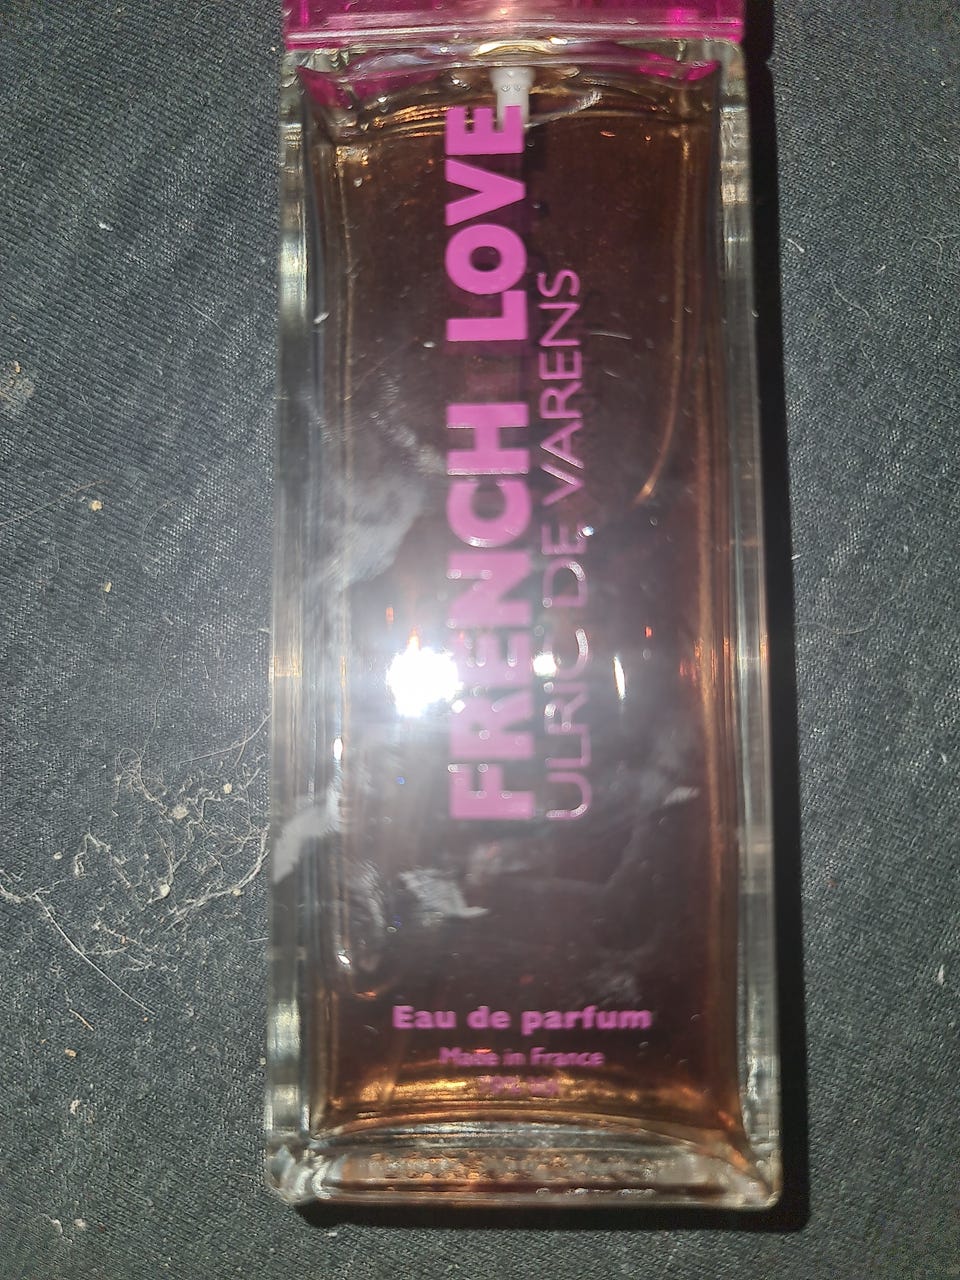 FRENCH LOVE
ULRIC DE VARENS
Eau de parfum
Made in France